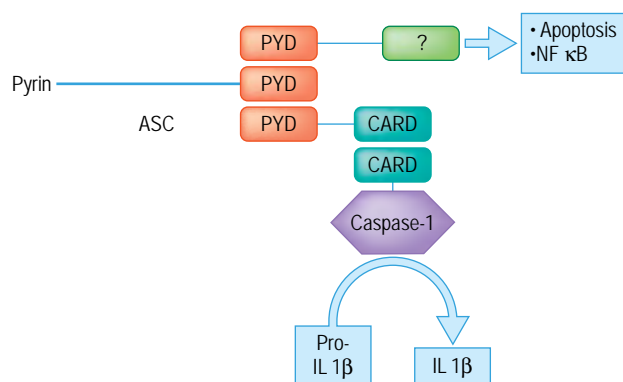 PYD
?
• Apoptosis
•NF κB
Pyrin
PYD
ASC
PYD
CARD
CARD
Caspase-1
Pro-
IL 1β
IL 1β